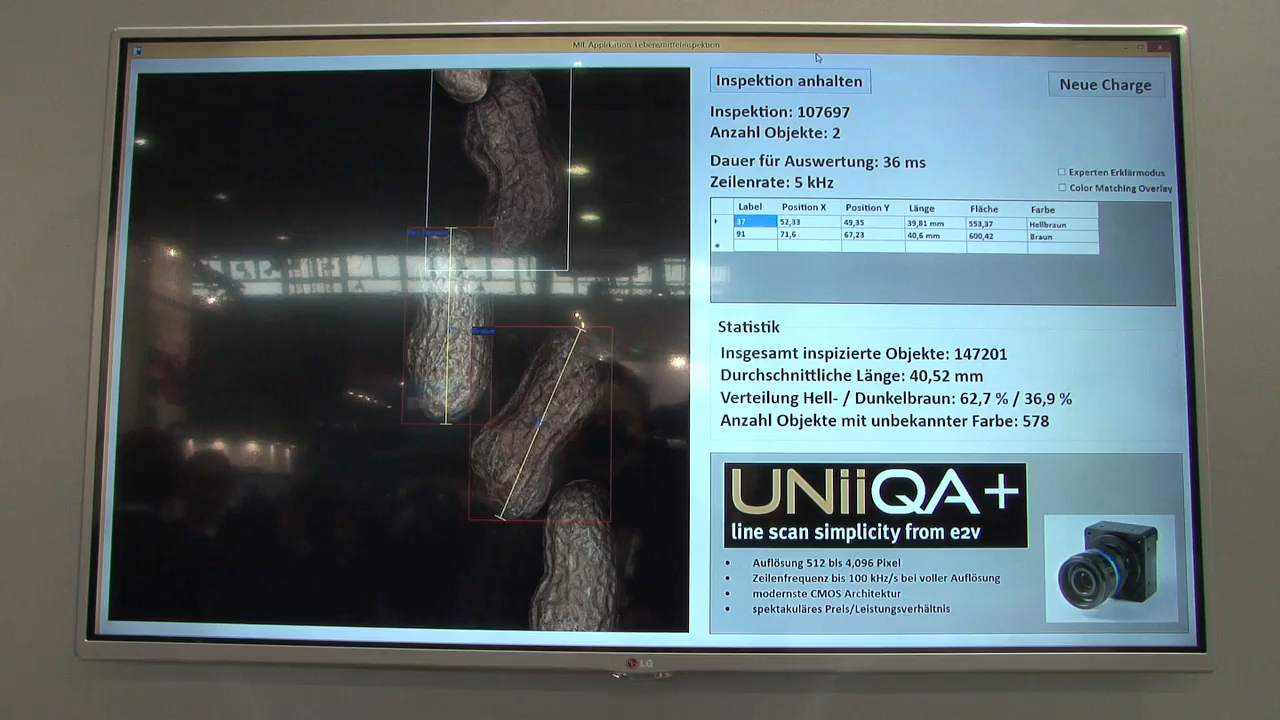 MIL Applikation: Lebensmittelinspektion
Inspektion anhalten
Neue Charge
Inspektion: 107697
Anzahl Objekte: 2
Dauer für Auswertung: 36 ms
Zeilenrate: 5 kHz
Experten Erklärmodus
Color Matching Overlay
Label Position X Position Y Länge Fläche Farbe
37 52,33 49,35 39,81 mm 553,37 Hellbraun
91 71,6 67,23 40,6 mm 600,42 Braun
Statistik
Insgesamt inspizierte Objekte: 147201
Durchschnittliche Länge: 40,52 mm
Verteilung Hell- / Dunkelbraun: 62,7 % / 36,9 %
Anzahl Objekte mit unbekannter Farbe: 578
UNiiQA+
line scan simplicity from e2v
• Auflösung 512 bis 4,096 Pixel
• Zeilenfrequenz bis 100 kHz/s bei voller Auflösung
• modernste CMOS Architektur
• spektakuläres Preis/Leistungsverhältnis
LG